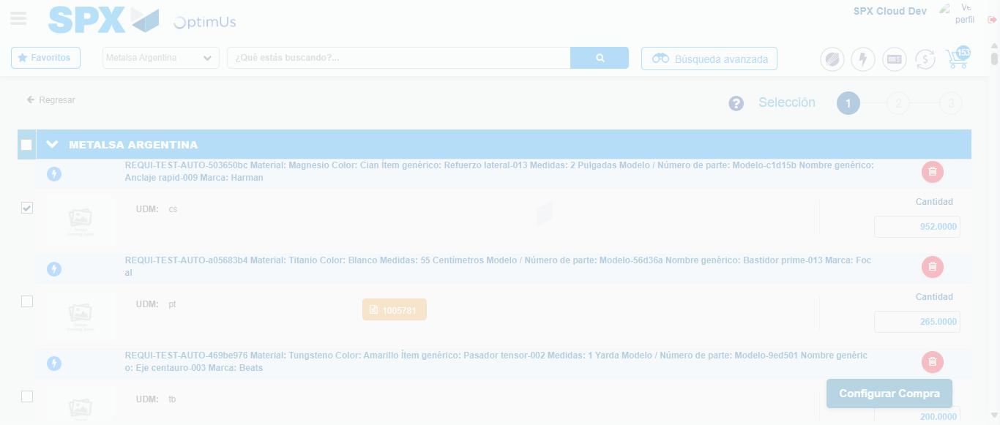 SPX OptimUs
SPX Cloud Dev
Ve
perfil
Favoritos
Metalsa Argentina
¿Qué estás buscando?...
Búsqueda avanzada
153
Regresar
Selección
1
2
3
METALSA ARGENTINA
REQUI-TEST-AUTO-503650bc Material: Magnesio Color: Cian Ítem genérico: Refuerzo lateral-013 Medidas: 2 Pulgadas Modelo / Número de parte: Modelo-c1d15b Nombre genérico:
Anclaje rapid-009 Marca: Harman
UDM: cs
Cantidad
952.0000
REQUI-TEST-AUTO-a05683b4 Material: Titanio Color: Blanco Medidas: 55 Centímetros Modelo / Número de parte: Modelo-56d36a Nombre genérico: Bastidor prime-013 Marca: Foc
al
UDM: pt
1005781
Cantidad
265.0000
REQUI-TEST-AUTO-469be976 Material: Tungsteno Color: Amarillo Ítem genérico: Pasador tensor-002 Medidas: 1 Yarda Modelo / Número de parte: Modelo-9ed501 Nombre genéric
o: Eje centauro-003 Marca: Beats
UDM: tb
Configurar Compra
200.0000